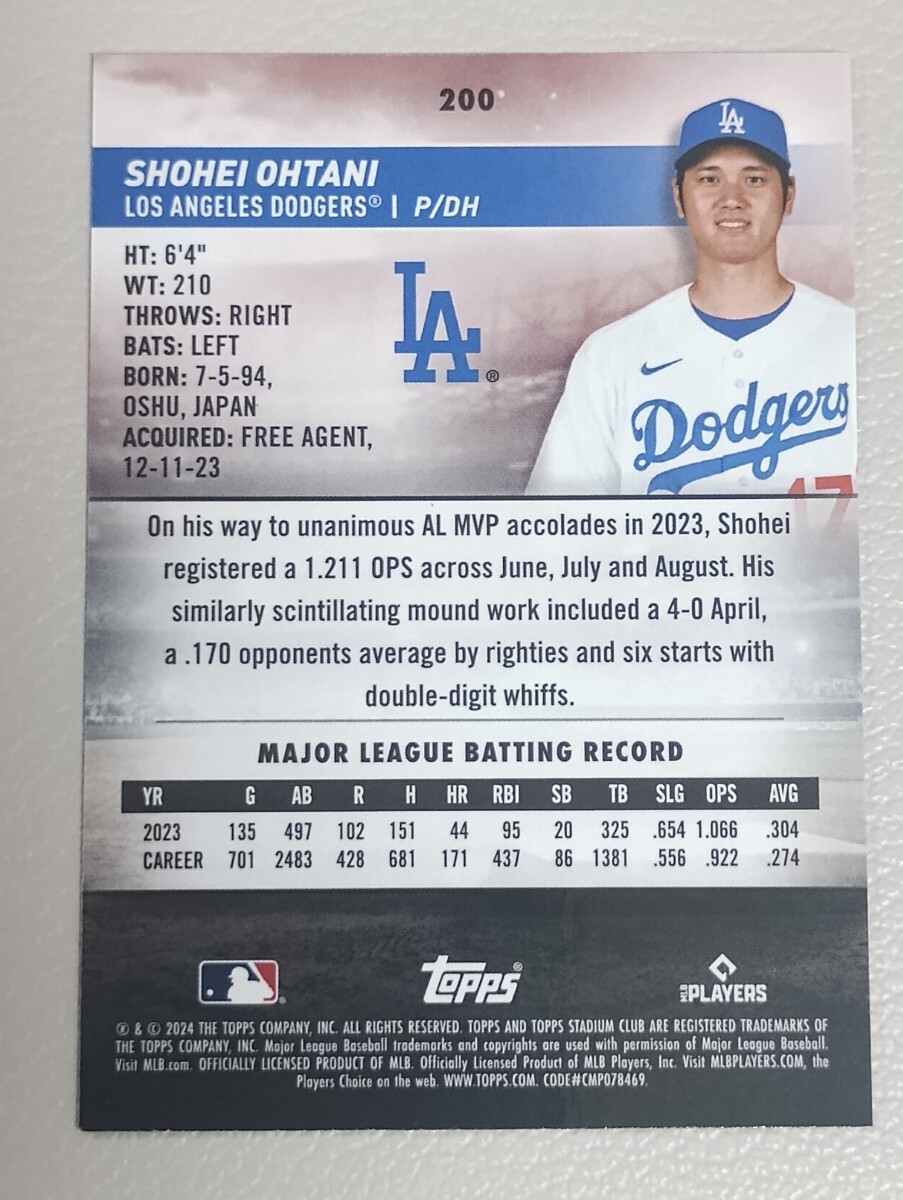 200
LA
SHOHEI OHTANI
LOS ANGELES DODGERS® | P/DH
HT: 6'4"
WT: 210
THROWS: RIGHT
BATS: LEFT
BORN: 7-5-94,
OSHU, JAPAN
ACQUIRED: FREE AGENT,
12-11-23
LA®
Dodgers
17
On his way to unanimous AL MVP accolades in 2023, Shohei
registered a 1.211 OPS across June, July and August. His
similarly scintillating mound work included a 4-0 April,
a .170 opponents average by righties and six starts with
double-digit whiffs.
MAJOR LEAGUE BATTING RECORD
YR G AB R H HR RBI SB TB SLG OPS AVG
2023 135 497 102 151 44 95 20 325 .654 1.066 .304
CAREER 701 2483 428 681 171 437 86 1381 .556 .922 .274
topps®
MLB PLAYERS
® & © 2024 THE TOPPS COMPANY, INC. ALL RIGHTS RESERVED. TOPPS AND TOPPS STADIUM CLUB ARE REGISTERED TRADEMARKS OF
THE TOPPS COMPANY, INC. Major League Baseball trademarks and copyrights are used with permission of Major League Baseball.
Visit MLB.com. OFFICIALLY LICENSED PRODUCT OF MLB. Officially Licensed Product of MLB Players, Inc. Visit MLBPLAYERS.COM, the
Players Choice on the web. WWW.TOPPS.COM. CODE#CMP078469.